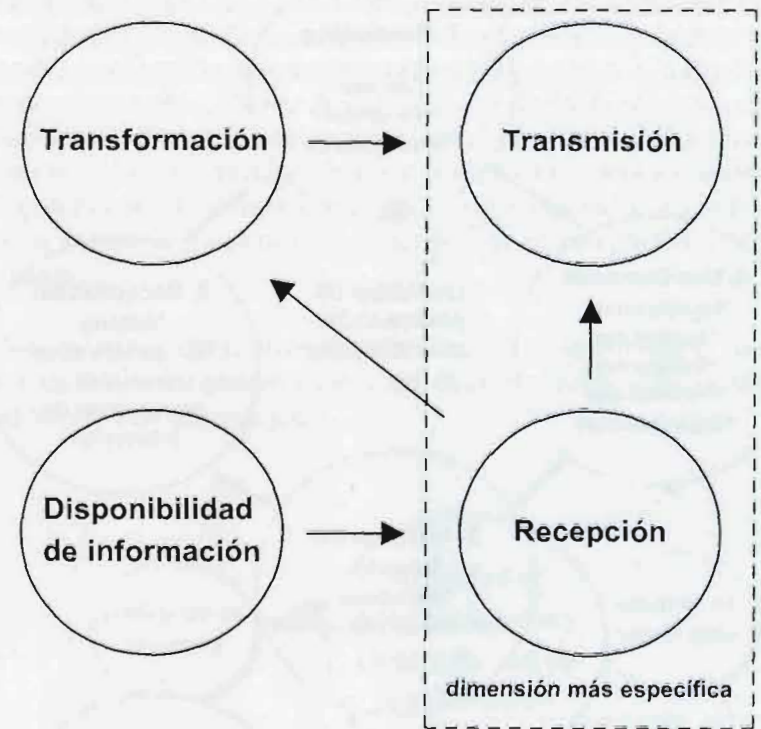 Transformación
Transmisión
Disponibilidad
de información
Recepción
dimensión más específica